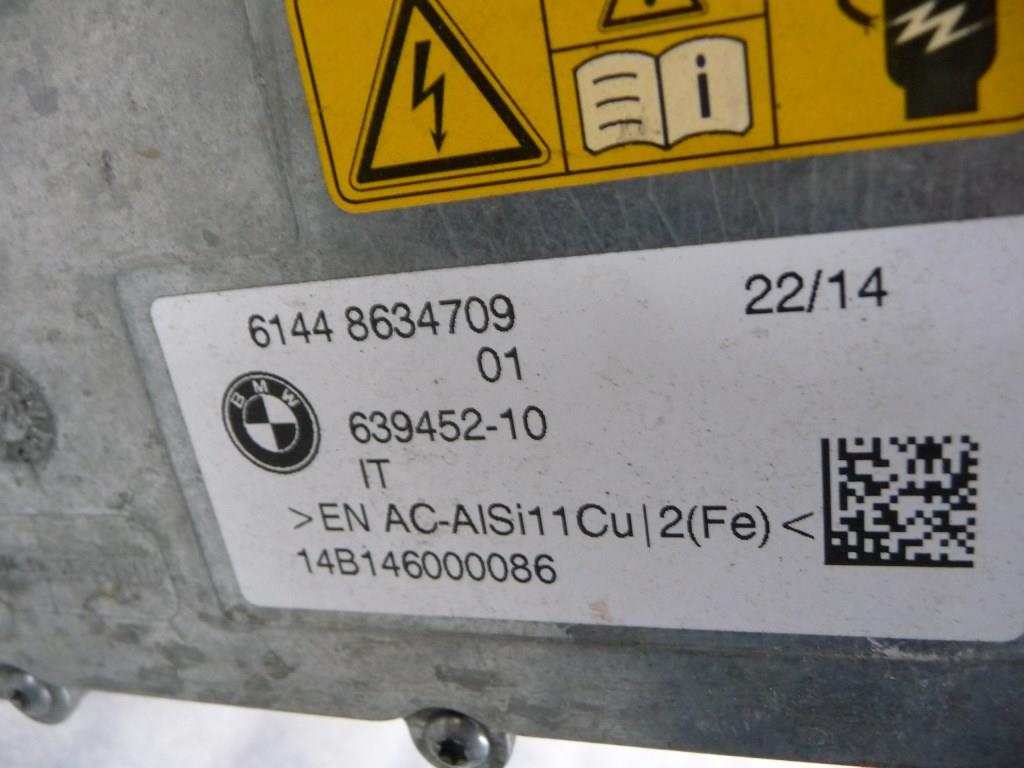 i
6144 8634709
22/14
01
BMW
639452-10
IT
>EN AC-AlSi11Cu|2(Fe)<
14B146000086